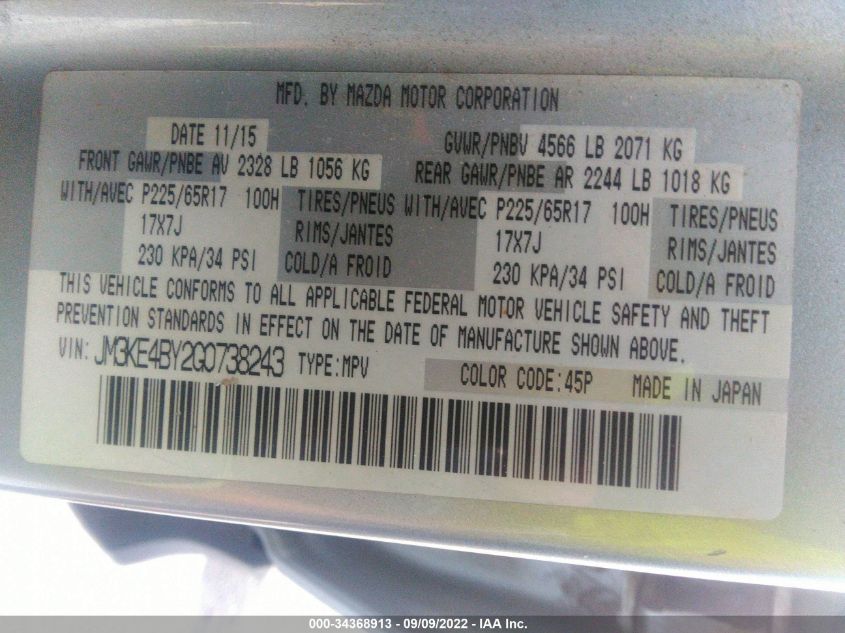 MFD. BY MAZDA MOTOR CORPORATION
DATE 11/15 GVWR/PNBV 4566 LB 2071 KG
FRONT GAWR/PNBE AV 2328 LB 1056 KG REAR GAWR/PNBE AR 2244 LB 1018 KG
WITH/AVEC P225/65R17 100H TIRES/PNEUS WITH/AVEC P225/65R17 100H TIRES/PNEUS
17X7J RIMS/JANTES 17X7J RIMS/JANTES
230 KPA/34 PSI COLD/A FROID 230 KPA/34 PSI COLD/A FROID
THIS VEHICLE CONFORMS TO ALL APPLICABLE FEDERAL MOTOR VEHICLE SAFETY AND THEFT
PREVENTION STANDARDS IN EFFECT ON THE DATE OF MANUFACTURE SHOWN ABOVE.
VIN: JM3KE4BY2G0738243 TYPE:MPV COLOR CODE:45P MADE IN JAPAN
000-34368913 - 09/09/2022 - IAA Inc.